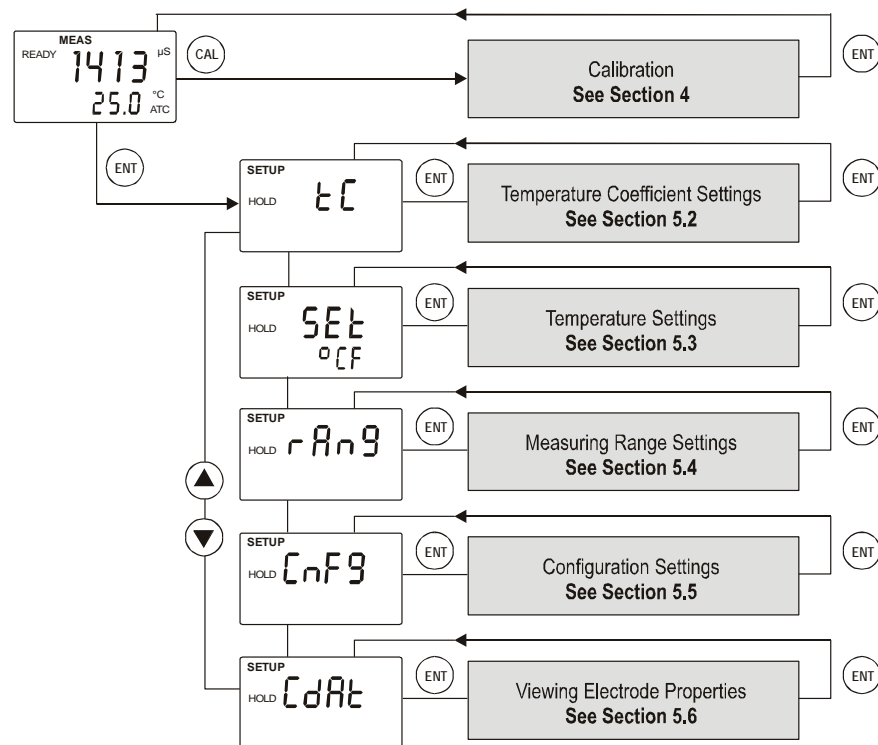 MEAS
READY 1413 µS
25.0 °C
ATC
CAL
Calibration
See Section 4
ENT
ENT
SETUP
HOLD tC
ENT
Temperature Coefficient Settings
See Section 5.2
ENT
SETUP
HOLD SEt
°CF
ENT
Temperature Settings
See Section 5.3
ENT
SETUP
HOLD rAng
ENT
Measuring Range Settings
See Section 5.4
ENT
SETUP
HOLD CnFg
ENT
Configuration Settings
See Section 5.5
ENT
SETUP
HOLD CdAt
ENT
Viewing Electrode Properties
See Section 5.6
ENT